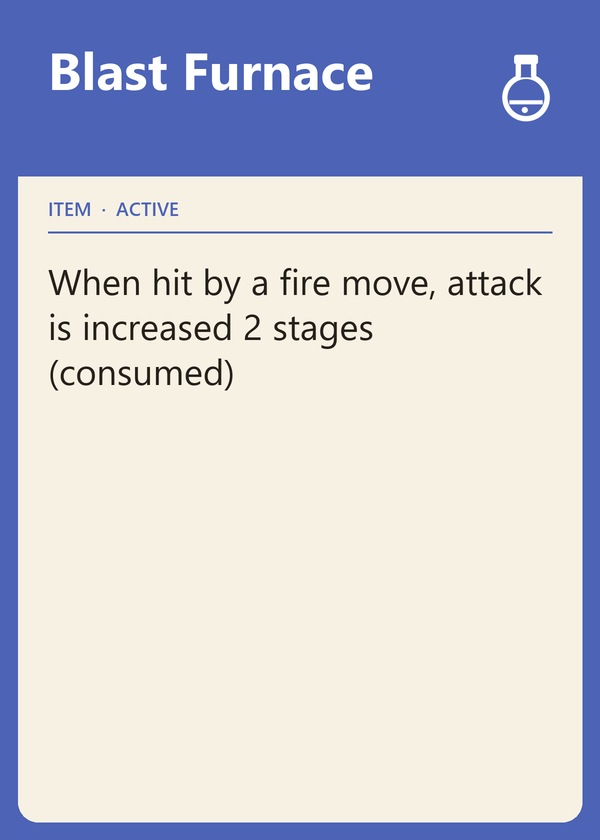 Blast Furnace
ITEM · ACTIVE
When hit by a fire move, attack
is increased 2 stages
(consumed)